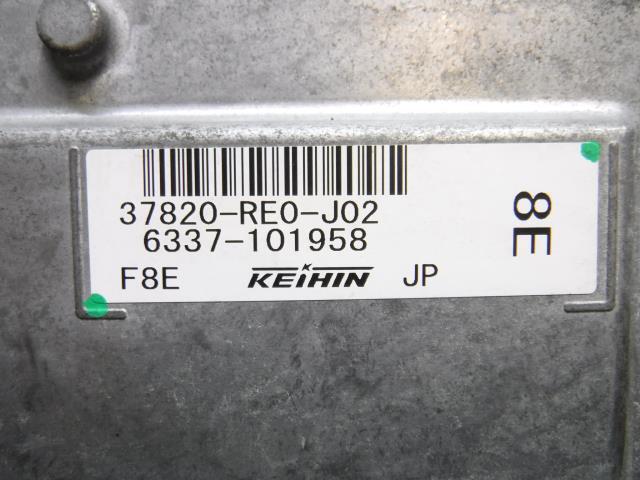 37820-RE0-J02
6337-101958
F8E KEIHIN JP
8E